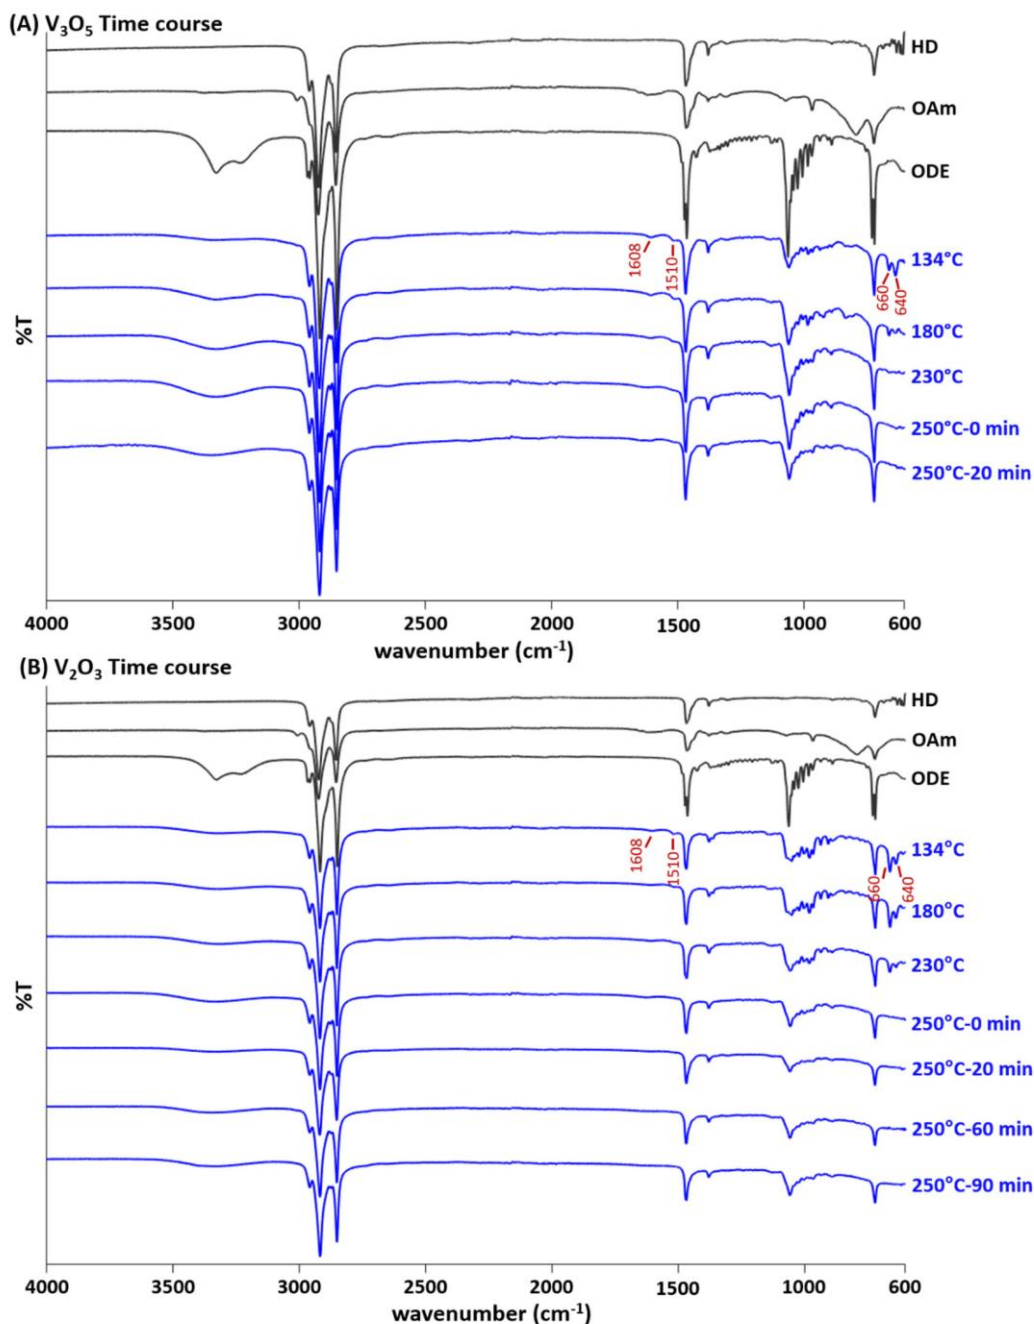 (A) V₃O₅ Time course
HD
OAm
ODE
1608
1510
134°C
660
640
180°C
230°C
250°C-0 min
250°C-20 min
%T
4000 3500 3000 2500 2000 1500 1000 600
wavenumber (cm⁻¹)
(B) V₂O₃ Time course
HD
OAm
ODE
1608
1510
134°C
660
640
180°C
230°C
250°C-0 min
250°C-20 min
250°C-60 min
250°C-90 min
%T
4000 3500 3000 2500 2000 1500 1000 600
wavenumber (cm⁻¹)